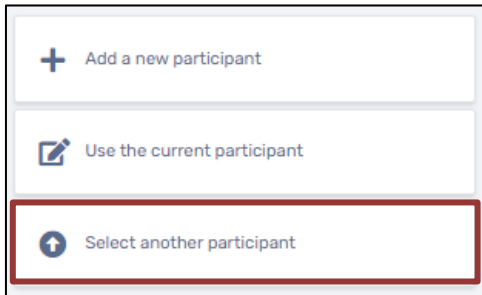 Add a new participant
Use the current participant
Select another participant